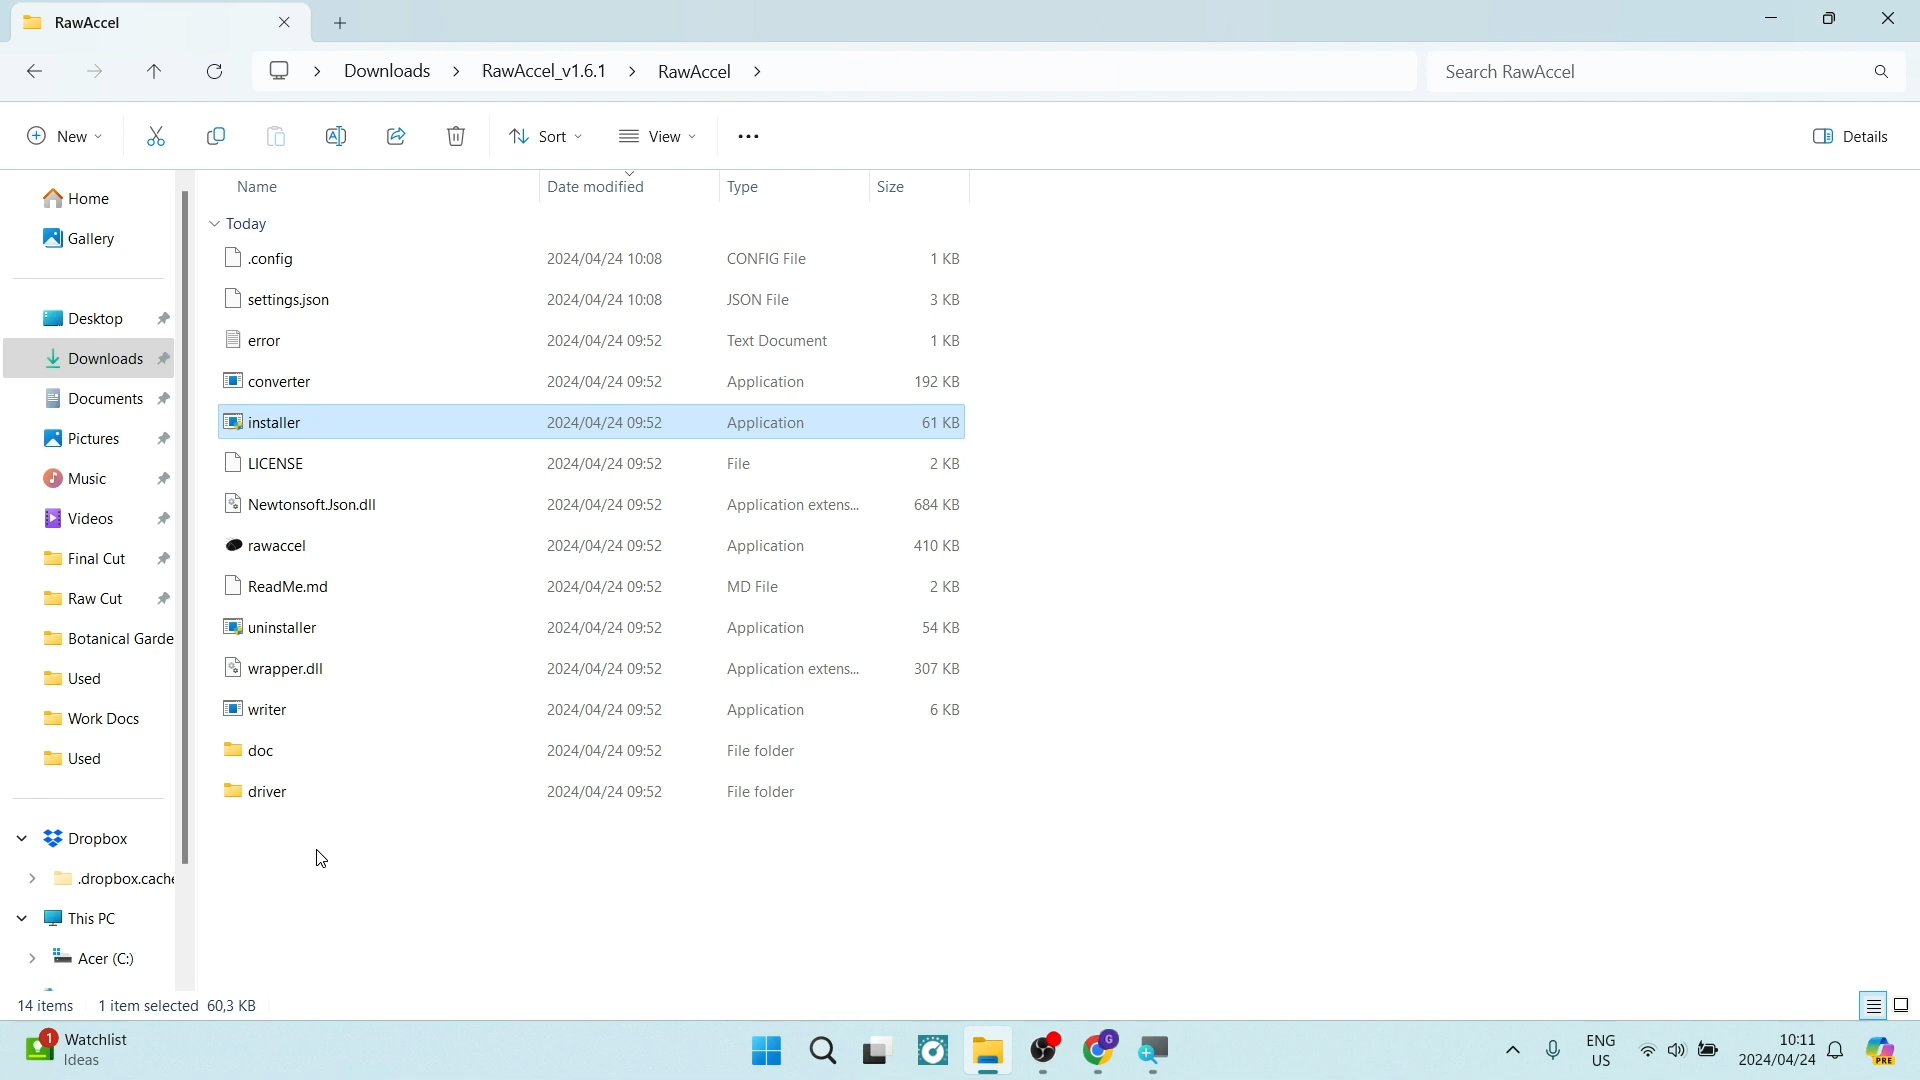 RawAccel
Downloads RawAccel_v1.6.1 RawAccel
Search RawAccel
New Sort View Details
Name Date modified Type Size
Today
.config 2024/04/24 10:08 CONFIG File 1 KB
settings.json 2024/04/24 10:08 JSON File 3 KB
error 2024/04/24 09:52 Text Document 1 KB
converter 2024/04/24 09:52 Application 192 KB
installer 2024/04/24 09:52 Application 61 KB
LICENSE 2024/04/24 09:52 File 2 KB
Newtonsoft.Json.dll 2024/04/24 09:52 Application extens... 684 KB
rawaccel 2024/04/24 09:52 Application 410 KB
ReadMe.md 2024/04/24 09:52 MD File 2 KB
uninstaller 2024/04/24 09:52 Application 54 KB
wrapper.dll 2024/04/24 09:52 Application extens... 307 KB
writer 2024/04/24 09:52 Application 6 KB
doc 2024/04/24 09:52 File folder
driver 2024/04/24 09:52 File folder
Home
Gallery
Desktop
Downloads
Documents
Pictures
Music
Videos
Final Cut
Raw Cut
Botanical Garde
Used
Work Docs
Used
Dropbox
.dropbox.cache
This PC
Acer (C:)
14 items 1 item selected 60,3 KB
1 Watchlist
Ideas
G
ENG
US
10:11
2024/04/24
PRE